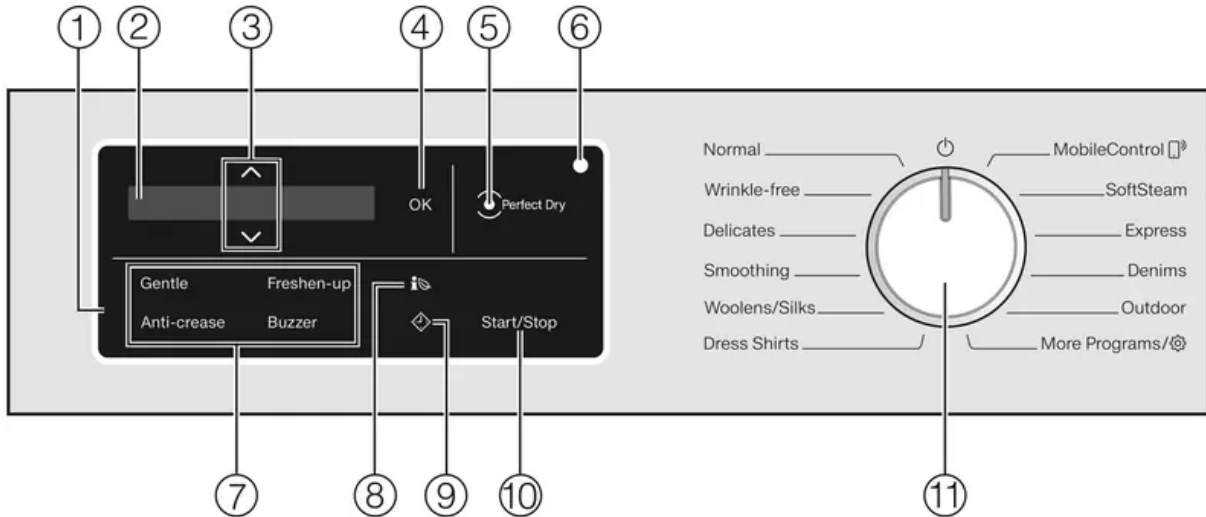 ① ② ③ ④ ⑤ ⑥
OK
Perfect Dry
Gentle Freshen-up
Anti-crease Buzzer
Start/Stop
Normal
Wrinkle-free
Delicates
Smoothing
Woolens/Silks
Dress Shirts
MobileControl
SoftSteam
Express
Denims
Outdoor
More Programs/
⑦ ⑧ ⑨ ⑩ ⑪